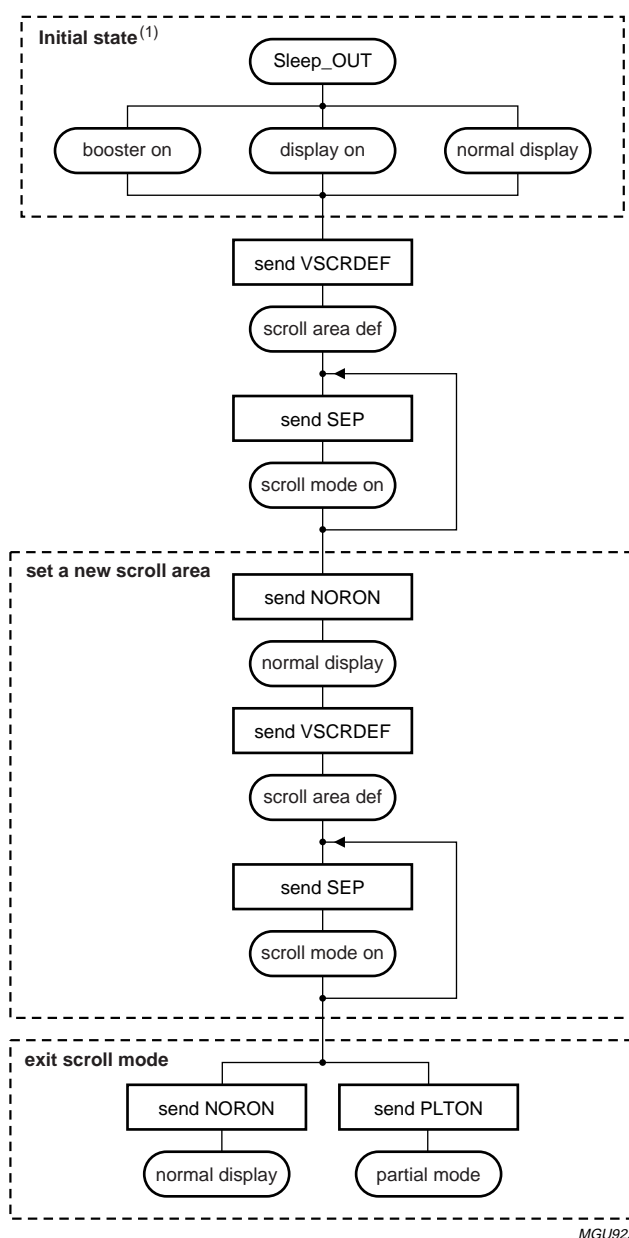 Initial state(1)
Sleep_OUT
booster on
display on
normal display
send VSCRDEF
scroll area def
send SEP
scroll mode on
set a new scroll area
send NORON
normal display
send VSCRDEF
scroll area def
send SEP
scroll mode on
exit scroll mode
send NORON
send PLTON
normal display
partial mode